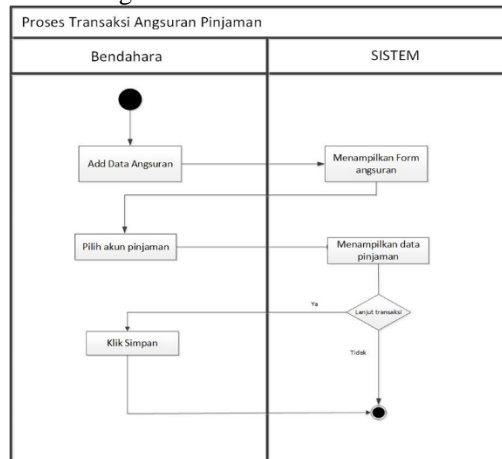 Proses Transaksi Angsuran Pinjaman
Bendahara
SISTEM
Add Data Angsuran
Menampilkan Form
angsuran
Pilih akun pinjaman
Menampilkan data
pinjaman
Ya
Lanjut transaksi
Klik Simpan
Tidak